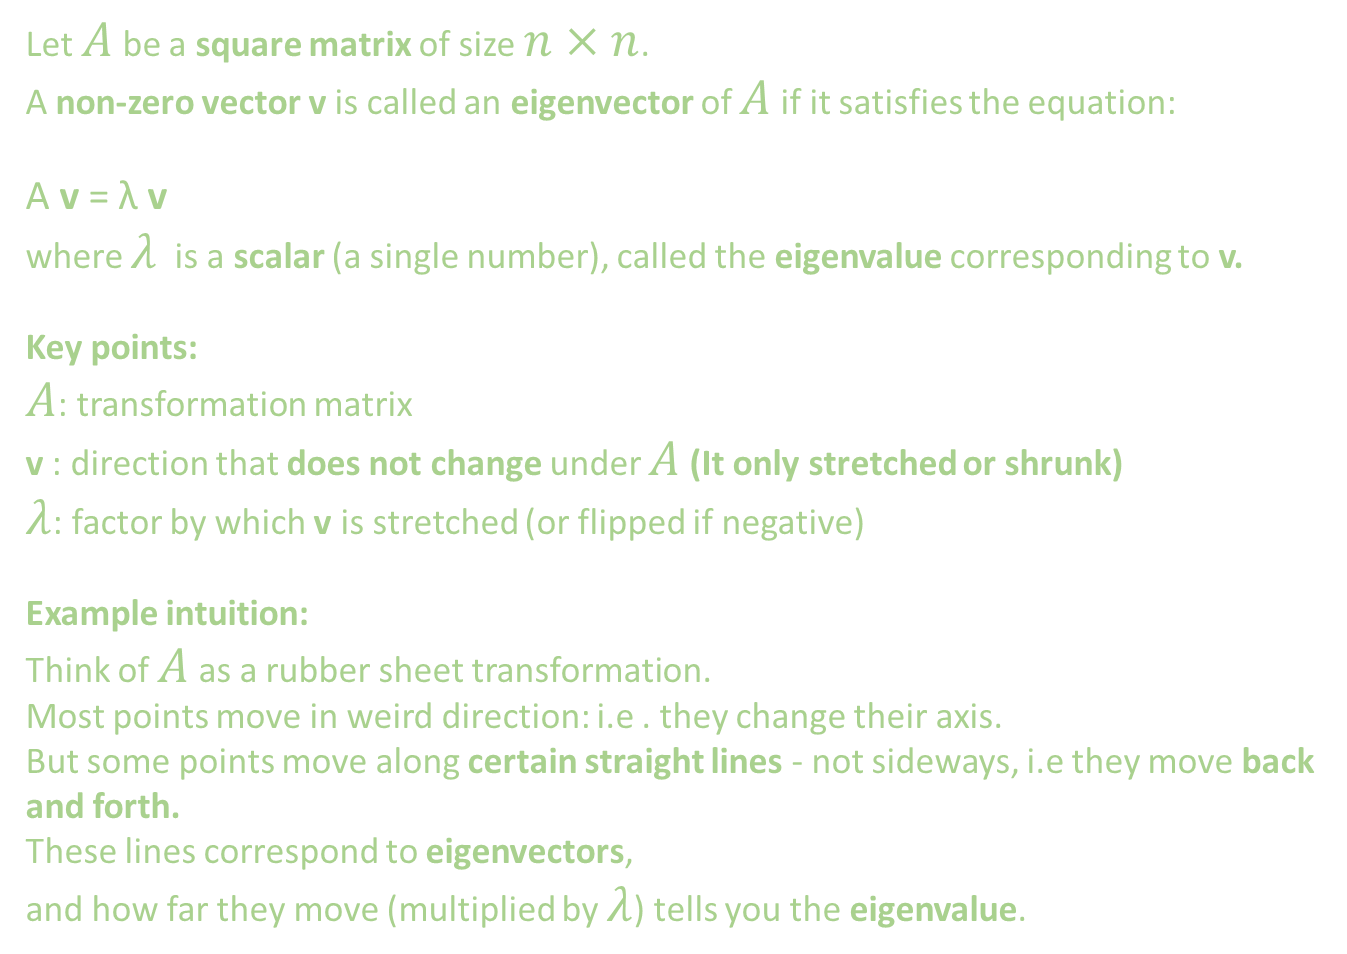 Let A be a square matrix of size n × n.
A non-zero vector v is called an eigenvector of A if it satisfies the equation:
A v = λ v
where λ is a scalar (a single number), called the eigenvalue corresponding to v.
Key points:
A: transformation matrix
v : direction that does not change under A (It only stretched or shrunk)
λ: factor by which v is stretched (or flipped if negative)
Example intuition:
Think of A as a rubber sheet transformation.
Most points move in weird direction: i.e . they change their axis.
But some points move along certain straight lines - not sideways, i.e they move back
and forth.
These lines correspond to eigenvectors,
and how far they move (multiplied by λ) tells you the eigenvalue.